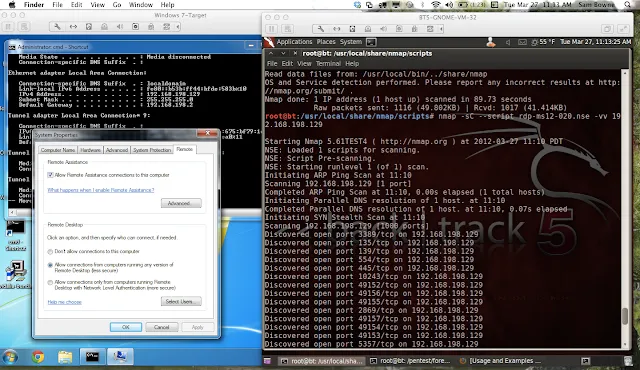 Finder File Edit View Go Window Help
(1:23) Tue Mar 27 11:13 AM Sam Bowne
Windows 7-Target
Administrator: cmd - Shortcut
Media State . . . . . . . . . . . : Media disconnected
Connection-specific DNS Suffix . :
Ethernet adapter Local Area Connection:
Connection-specific DNS Suffix . : localdomain
Link-local IPv6 Address . . . . . :
IPv4 Address. . . . . . . . . . . : 192.168.198.129
Subnet Mask . . . . . . . . . . . : 255.255.255.0
Default Gateway . . . . . . . . . : 192.168.198.2
Tunnel adapter Local Area Connection* 9:
System Properties
Computer Name Hardware Advanced System Protection Remote
Remote Assistance
Allow Remote Assistance connections to this computer
What happens when I enable Remote Assistance?
Advanced...
Remote Desktop
Click an option, and then specify who can connect, if needed.
Don't allow connections to this computer
Allow connections from computers running any version of
Remote Desktop (less secure)
Allow connections only from computers running Remote
Desktop with Network Level Authentication (more secure)
Help me choose
Select Users...
OK Cancel Apply
cmd -
Shortcut
BT5-GNOME-VM-32
Applications Places System
55 °F Tue Mar 27, 11:13:25 AM
root@bt: /usr/local/share/nmap/scripts
File Edit View Terminal Help
Read data files from: /usr/local/bin/../share/nmap
OS and Service detection performed. Please report any incorrect results at http:
//nmap.org/submit/ .
Nmap done: 1 IP address (1 host up) scanned in 89.73 seconds
Raw packets sent: 1116 (49.802KB) | Rcvd: 1017 (41.414KB)
root@bt:/usr/local/share/nmap/scripts# nmap -sC --script rdp-ms12-020.nse -vv 19
2.168.198.129
Starting Nmap 5.61TEST4 ( http://nmap.org ) at 2012-03-27 11:10 PDT
NSE: Loaded 1 scripts for scanning.
NSE: Script Pre-scanning.
NSE: Starting runlevel 1 (of 1) scan.
Initiating ARP Ping Scan at 11:10
Scanning 192.168.198.129 [1 port]
Completed ARP Ping Scan at 11:10, 0.00s elapsed (1 total hosts)
Initiating Parallel DNS resolution of 1 host. at 11:10
Completed Parallel DNS resolution of 1 host. at 11:10, 0.07s elapsed
Initiating SYN Stealth Scan at 11:10
Scanning 192.168.198.129 [1000 ports]
Discovered open port 3389/tcp on 192.168.198.129
Discovered open port 135/tcp on 192.168.198.129
Discovered open port 139/tcp on 192.168.198.129
Discovered open port 554/tcp on 192.168.198.129
Discovered open port 445/tcp on 192.168.198.129
Discovered open port 10243/tcp on 192.168.198.129
Discovered open port 49152/tcp on 192.168.198.129
Discovered open port 49156/tcp on 192.168.198.129
Discovered open port 49155/tcp on 192.168.198.129
Discovered open port 2869/tcp on 192.168.198.129
Discovered open port 49157/tcp on 192.168.198.129
Discovered open port 49154/tcp on 192.168.198.129
Discovered open port 49153/tcp on 192.168.198.129
Discovered open port 5357/tcp on 192.168.198.129
root@bt: /usr/local/sha... root@bt: /pentest/fore... [Usage and Examples ...